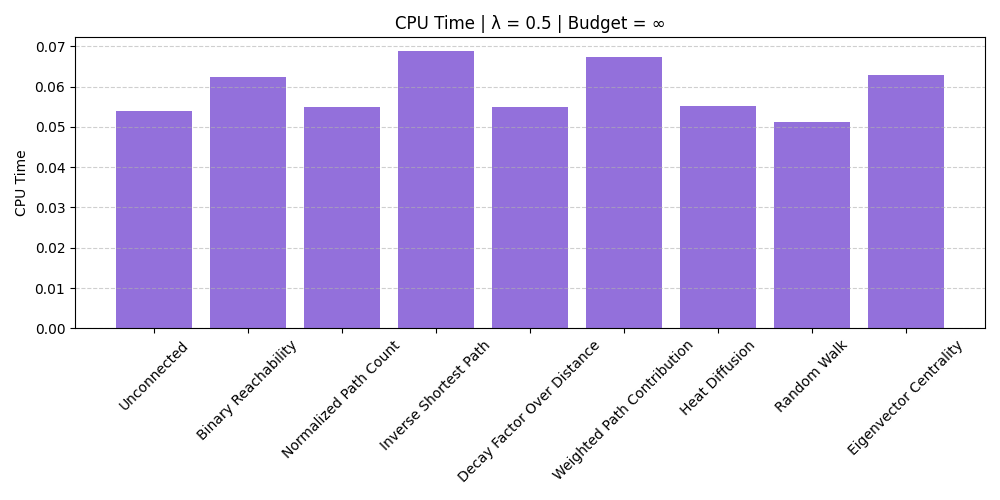 CPU Time | λ = 0.5 | Budget = ∞
CPU Time
0.07
0.06
0.05
0.04
0.03
0.02
0.01
0.00
Unconnected
Binary Reachability
Normalized Path Count
Inverse Shortest Path
Decay Factor Over Distance
Weighted Path Contribution
Heat Diffusion
Random Walk
Eigenvector Centrality